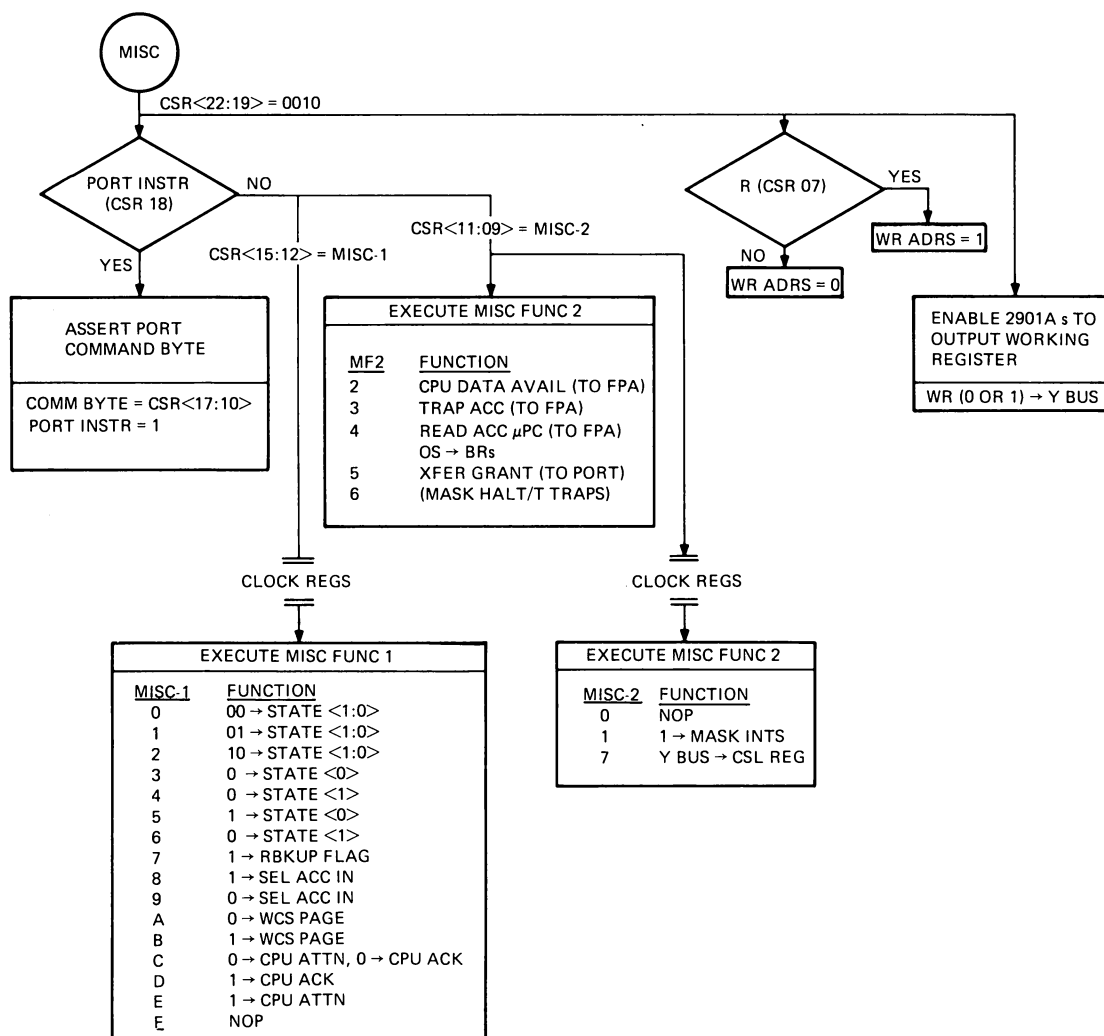 MISC
CSR<22:19> = 0010
PORT INSTR
(CSR 18)
NO
YES
R (CSR 07)
YES
NO
WR ADRS = 1
WR ADRS = 0
CSR<11:09> = MISC-2
CSR<15:12> = MISC-1
ASSERT PORT
COMMAND BYTE
COMM BYTE = CSR<17:10>
PORT INSTR = 1
EXECUTE MISC FUNC 2
MF2 FUNCTION
2 CPU DATA AVAIL (TO FPA)
3 TRAP ACC (TO FPA)
4 READ ACC μPC (TO FPA)
OS → BRs
5 XFER GRANT (TO PORT)
6 (MASK HALT/T TRAPS)
ENABLE 2901A s TO
OUTPUT WORKING
REGISTER
WR (0 OR 1) → Y BUS
CLOCK REGS
CLOCK REGS
EXECUTE MISC FUNC 1
MISC-1 FUNCTION
0 00 → STATE <1:0>
1 01 → STATE <1:0>
2 10 → STATE <1:0>
3 0 → STATE <0>
4 0 → STATE <1>
5 1 → STATE <0>
6 0 → STATE <1>
7 1 → RBKUP FLAG
8 1 → SEL ACC IN
9 0 → SEL ACC IN
A 0 → WCS PAGE
B 1 → WCS PAGE
C 0 → CPU ATTN, 0 → CPU ACK
D 1 → CPU ACK
E 1 → CPU ATTN
F NOP
EXECUTE MISC FUNC 2
MISC-2 FUNCTION
0 NOP
1 1 → MASK INTS
7 Y BUS → CSL REG